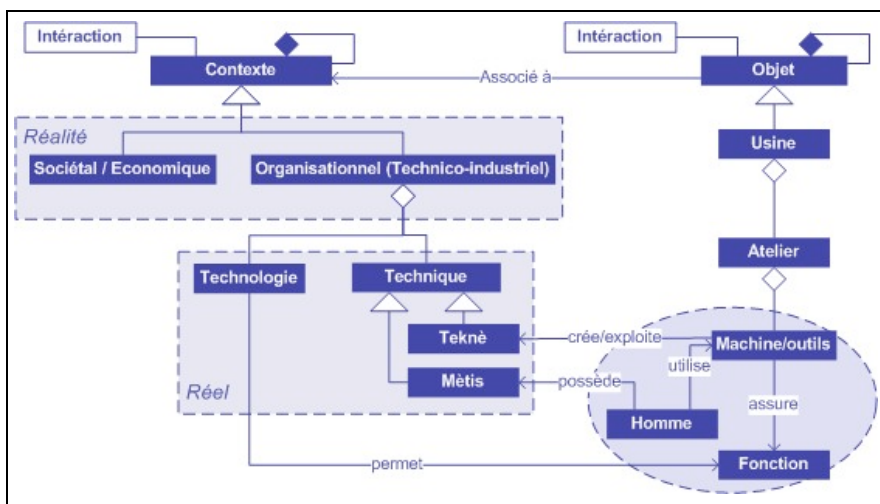 Intéraction
Intéraction
Contexte
Associé à
Objet
Réalité
Sociétal / Economique
Organisationnel (Technico-industriel)
Usine
Atelier
Technologie
Technique
Teknè
crée/exploite
Machine/outils
utilise
Mètis
possède
Réel
assure
Homme
permet
Fonction